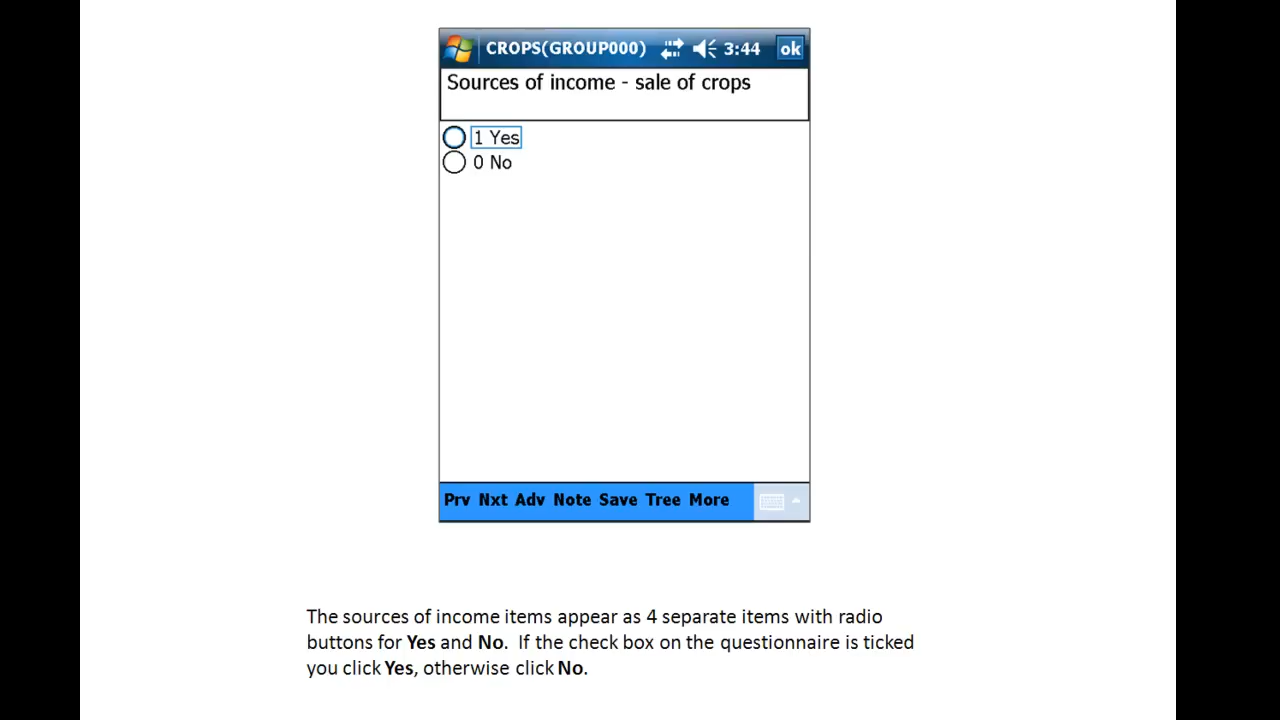 CROPS(GROUP000) 3:44 ok
Sources of income - sale of crops
1 Yes
0 No
Prv Nxt Adv Note Save Tree More
The sources of income items appear as 4 separate items with radio
buttons for Yes and No. If the check box on the questionnaire is ticked
you click Yes, otherwise click No.